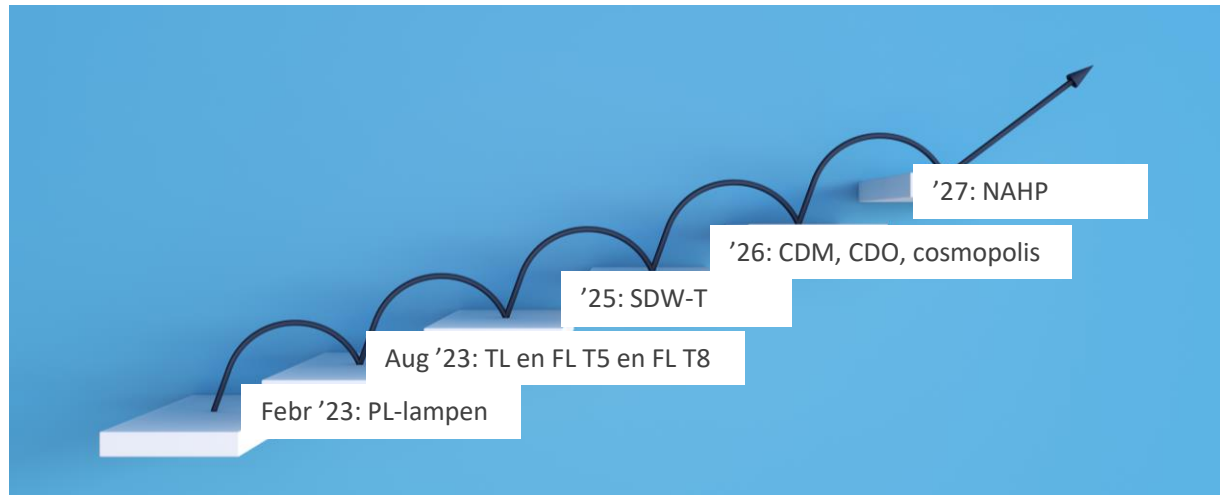 ’27: NAHP
’26: CDM, CDO, cosmopolis
’25: SDW-T
Aug ’23: TL en FL T5 en FL T8
Febr ’23: PL-lampen